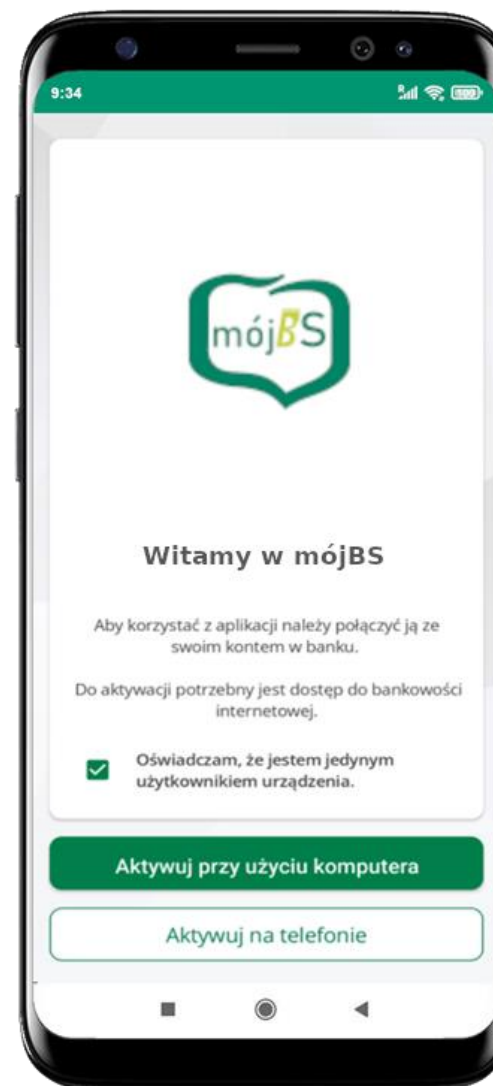 9:34
mójBS
Witamy w mójBS
Aby korzystać z aplikacji należy połączyć ją ze
swoim kontem w banku.
Do aktywacji potrzebny jest dostęp do bankowości
internetowej.
Oświadczam, że jestem jedynym
użytkownikiem urządzenia.
Aktywuj przy użyciu komputera
Aktywuj na telefonie